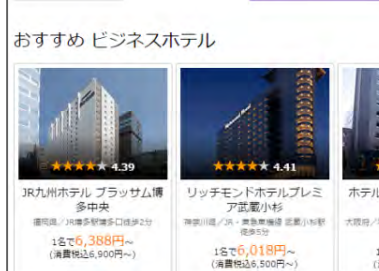 おすすめ ビジネスホテル
★★★★★ 4.39
★★★★★ 4.41
JR九州ホテル ブラッサム博
多中央
リッチモンドホテルプレミ
ア武蔵小杉
ホテル
福岡県／JR博多駅博多口徒歩2分
神奈川県／JR・東急東横線 武蔵小杉駅
徒歩5分
大阪府／
1名で6,388円～
(消費税込6,900円～)
1名で6,018円～
(消費税込6,500円～)